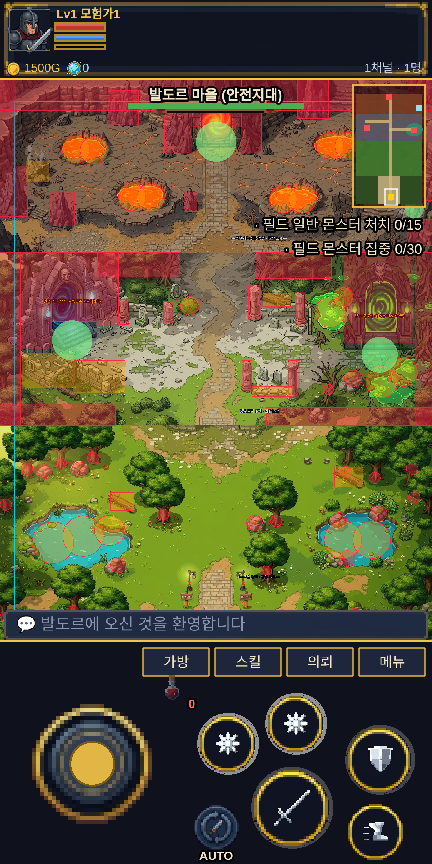 Lv1 모험가1
1500G 0
1채널 · 1명
발도르 마을 (안전지대)
· 필드 일반 몬스터 처치 0/15
· 필드 몬스터 집중 0/30
발도르에 오신 것을 환영합니다
가방
스킬
의뢰
메뉴
0
AUTO